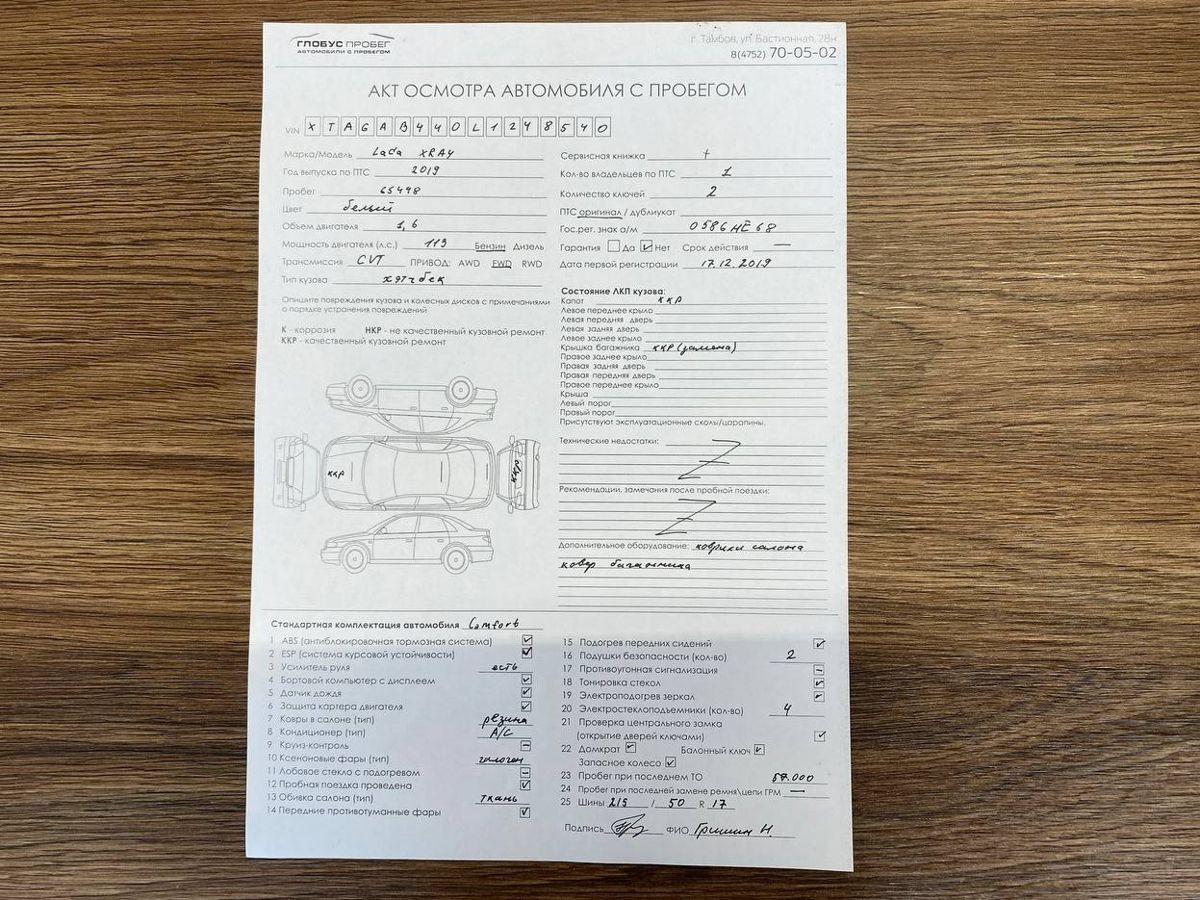 ГЛОБУС ПРОБЕГ
АВТОМОБИЛИ С ПРОБЕГОМ
г. Тамбов, ул. Бастионная, 28н
8(4752) 70-05-02
АКТ ОСМОТРА АВТОМОБИЛЯ С ПРОБЕГОМ
VIN XTAGAB440L1248540
Марка/Модель Lada XRAY
Год выпуска по ПТС 2019
Пробег 65448
Цвет белый
Объем двигателя 1,6
Мощность двигателя (л.с.) 113 Бензин Дизель
Трансмиссия CVT ПРИВОД: AWD FWD RWD
Тип кузова хэтчбек
Опишите повреждения кузова и колесных дисков с примечаниями
о порядке устранения повреждений
К - коррозия НКР - не качественный кузовной ремонт
ККР - качественный кузовной ремонт
ККР
ККР
Сервисная книжка +
Кол-во владельцев по ПТС 1
Количество ключей 2
ПТС оригинал / дубликат
Гос.рег. знак а/м 0586НЕ68
Гарантия Да Нет Срок действия —
Дата первой регистрации 17.12.2019
Состояние ЛКП кузова:
Капот ККР
Левое переднее крыло
Левая передняя дверь
Левая задняя дверь
Левое заднее крыло
Крышка багажника ККР (замена)
Правое заднее крыло
Правая задняя дверь
Правая передняя дверь
Правое переднее крыло
Крыша
Левый порог
Правый порог
Присутствуют эксплуатационные сколы/царапины.
Технические недостатки: Z
Рекомендации, замечания после пробной поездки: Z
Дополнительное оборудование: коврики салона
ковер багажника
Стандартная комплектация автомобиля Comfort
1 ABS (антиблокировочная тормозная система)
2 ESP (система курсовой устойчивости)
3 Усилитель руля есть
4 Бортовой компьютер с дисплеем
5 Датчик дождя
6 Защита картера двигателя
7 Ковры в салоне (тип) резина
8 Кондиционер (тип) A/C
9 Круиз-контроль —
10 Ксеноновые фары (тип) галоген
11 Лобовое стекло с подогревом —
12 Пробная поездка проведена
13 Обивка салона (тип) ткань
14 Передние противотуманные фары
15 Подогрев передних сидений
16 Подушки безопасности (кол-во) 2
17 Противоугонная сигнализация —
18 Тонировка стекол
19 Электроподогрев зеркал
20 Электростеклоподъемники (кол-во) 4
21 Проверка центрального замка
(открытие дверей ключами)
22 Домкрат Балонный ключ
Запасное колесо
23 Пробег при последнем ТО 57.000
24 Пробег при последней замене ремня\цепи ГРМ —
25 Шины 215 / 50 R 17
Подпись ФИО Гришин Н.